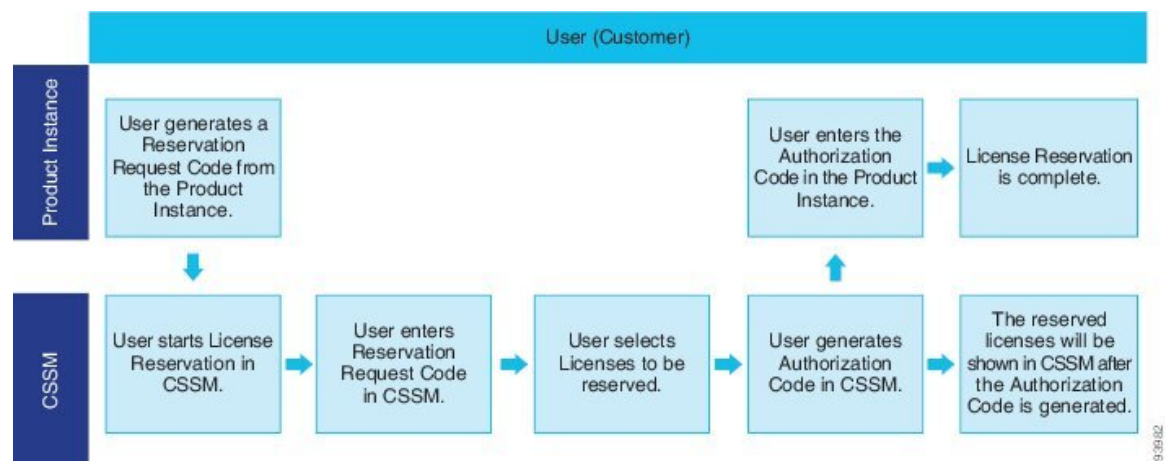 User (Customer)
Product Instance
User generates a
Reservation
Request Code from
the Product
Instance.
User enters the
Authorization
Code in the Product
Instance.
License Reservation
is complete.
CSSM
User starts License
Reservation in
CSSM.
User enters
Reservation
Request Code
in CSSM.
User selects
Licenses to be
reserved.
User generates
Authorization
Code in CSSM.
The reserved
licenses will be
shown in CSSM after
the Authorization
Code is generated.
93982